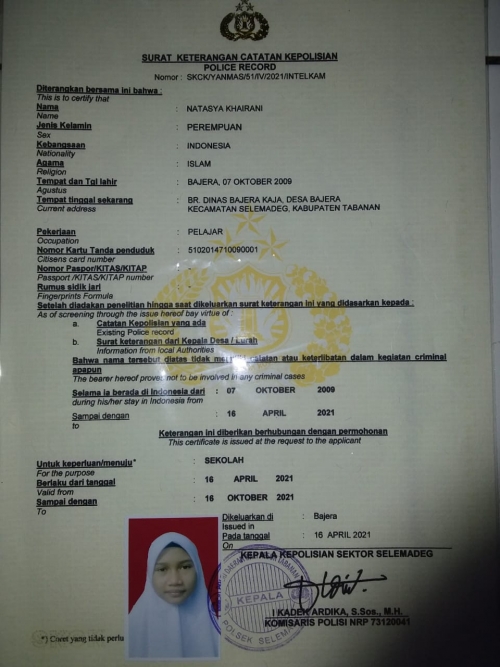 SURAT KETERANGAN CATATAN KEPOLISIAN
POLICE RECORD
Nomor : SKCK/YANMAS/51/IV/2021/INTELKAM
Diterangkan bersama ini bahwa :
This is to certify that
Nama : NATASYA KHAIRANI
Name
Jenis Kelamin : PEREMPUAN
Sex
Kebangsaan : INDONESIA
Nationality
Agama : ISLAM
Religion
Tempat dan Tgl lahir : BAJERA, 07 OKTOBER 2009
Agustus
Tempat tinggal sekarang : BR. DINAS BAJERA KAJA, DESA BAJERA
Current address KECAMATAN SELEMADEG, KABUPATEN TABANAN
Pekerjaan : PELAJAR
Occupation
Nomor Kartu Tanda penduduk : 5102014710090001
Citisens card number
Nomor Paspor/KITAS/KITAP : -
Passport /KITAS/KITAP number
Rumus sidik jari :
Fingerprints Formula
Setelah diadakan penelitian hingga saat dikeluarkan surat keterangan ini yang didasarkan kepada :
As of screening through the issue hereof bay virtue of :
a. Catatan Kepolisian yang ada
Existing Police record
b. Surat keterangan dari Kepala Desa / Lurah
Information from local Authorities
Bahwa nama tersebut diatas tidak catatan atau keterlibatan dalam kegiatan criminal
apapun
The bearer hereof proves not to be involved in any criminal cases
Selama ia berada di Indonesia dari : 07 OKTOBER 2009
during his/her stay in Indonesia from
Sampai dengan : 16 APRIL 2021
to
Keterangan ini diberikan berhubungan dengan permohonan
This certificate is issued at the request to the applicant
Untuk keperluan/menuju* : SEKOLAH
For the purpose
Berlaku dari tanggal : 16 APRIL 2021
Valid from
Sampai dengan : 16 OKTOBER 2021
To
Dikeluarkan di : Bajera
Issued in
Pada tanggal : 16 APRIL 2021
On
KEPALA KEPOLISIAN SEKTOR SELEMADEG
KEPALA
I KADEK ARDIKA, S.Sos., M.H.
KOMISARIS POLISI NRP 73120041
*) Coret yang tidak perlu